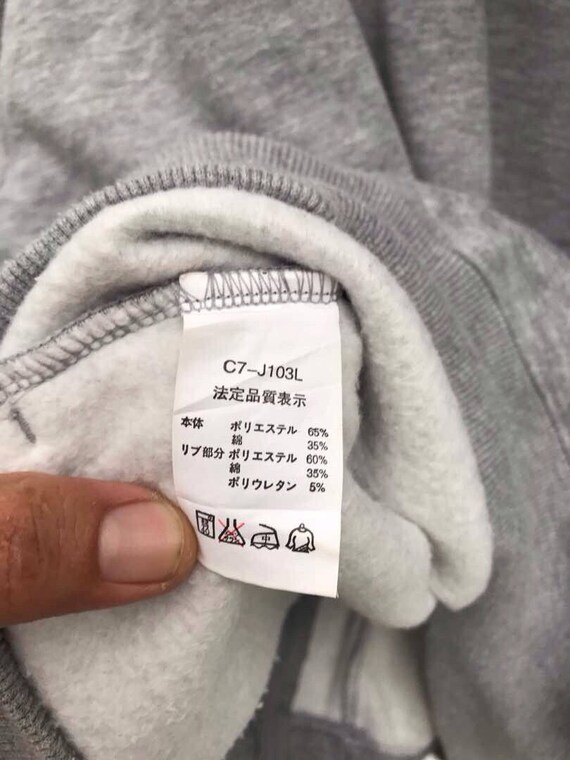 C7-J103L
法定品質表示
本体 ポリエステル 65%
綿 35%
リブ部分 ポリエステル 60%
綿 35%
ポリウレタン 5%
中